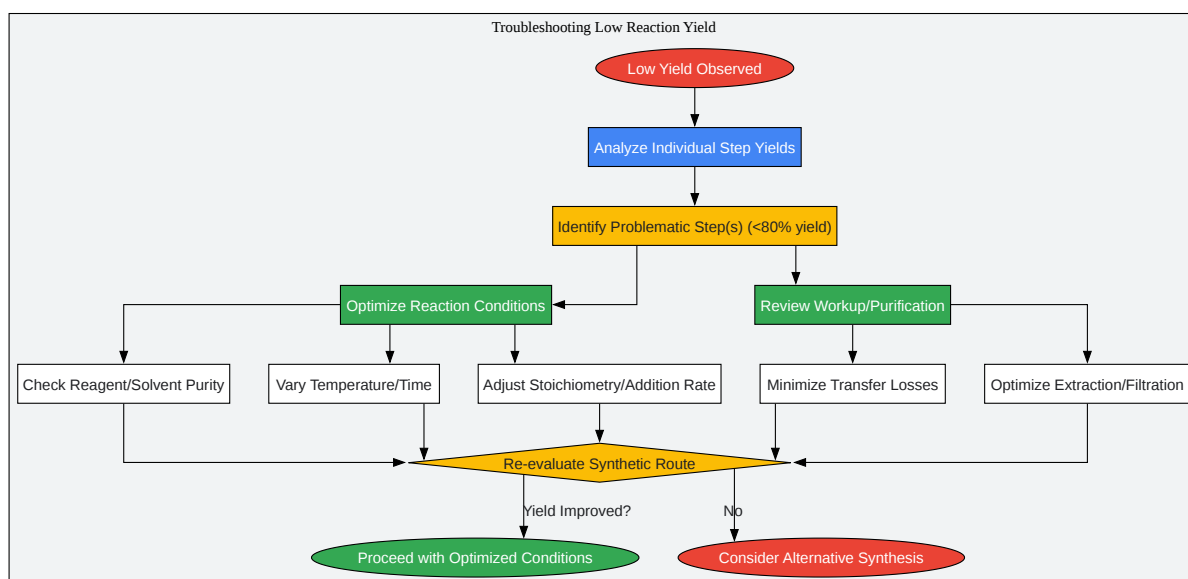 Troubleshooting Low Reaction Yield
Low Yield Observed
Analyze Individual Step Yields
Identify Problematic Step(s) (<80% yield)
Optimize Reaction Conditions
Review Workup/Purification
Check Reagent/Solvent Purity
Vary Temperature/Time
Adjust Stoichiometry/Addition Rate
Minimize Transfer Losses
Optimize Extraction/Filtration
Re-evaluate Synthetic Route
Yield Improved?
No
Proceed with Optimized Conditions
Consider Alternative Synthesis